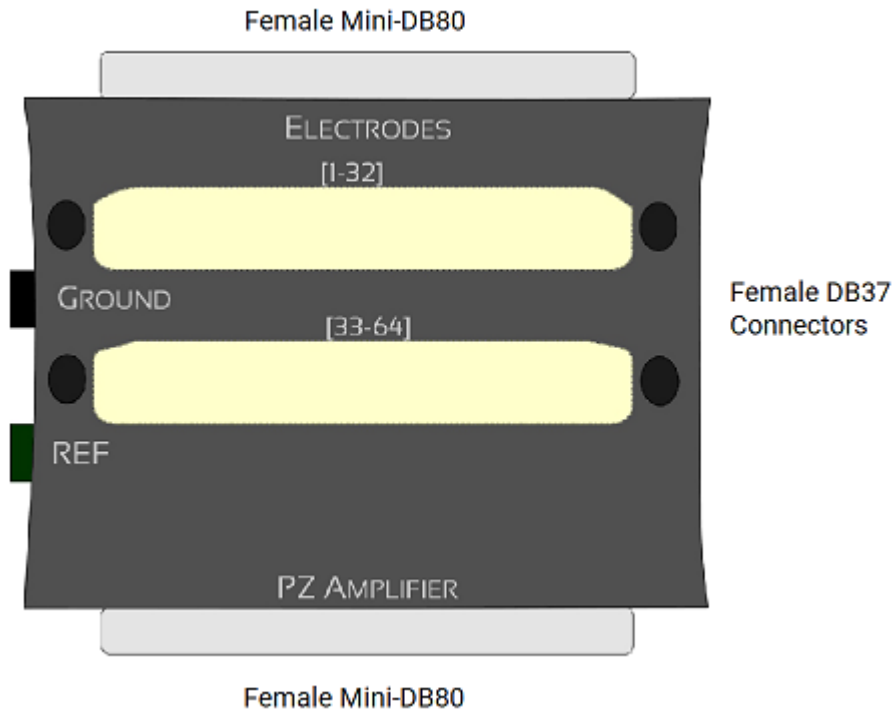 Female Mini-DB80
ELECTRODES
[1-32]
GROUND
[33-64]
Female DB37
Connectors
REF
PZ AMPLIFIER
Female Mini-DB80